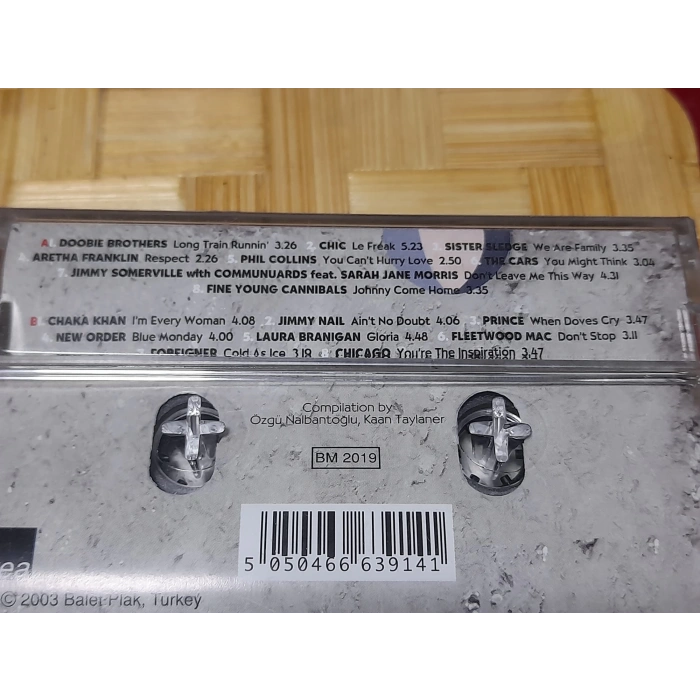 A1. DOOBIE BROTHERS Long Train Runnin' 3.26 2. CHIC Le Freak 5.23 3. SISTER SLEDGE We Are Family 3.35
4. ARETHA FRANKLIN Respect 2.26 5. PHIL COLLINS You Can't Hurry Love 2.50 6. THE CARS You Might Think 3.04
7. JIMMY SOMERVILLE with COMMUNUARDS feat. SARAH JANE MORRIS Don't Leave Me This Way 4.31
8. FINE YOUNG CANNIBALS Johnny Come Home 3.35
B1. CHAKA KHAN I'm Every Woman 4.08 2. JIMMY NAIL Ain't No Doubt 4.06 3. PRINCE When Doves Cry 3.47
4. NEW ORDER Blue Monday 4.00 5. LAURA BRANIGAN Gloria 4.48 6. FLEETWOOD MAC Don't Stop 3.11
7. FOREIGNER Cold As Ice 3.19 8. CHICAGO You're The Inspiration 3.47
Compilation by
Özgü Nalbantoğlu, Kaan Taylaner
BM 2019
5 050466 639141
ea
© 2003 Balet Plak, Turkey